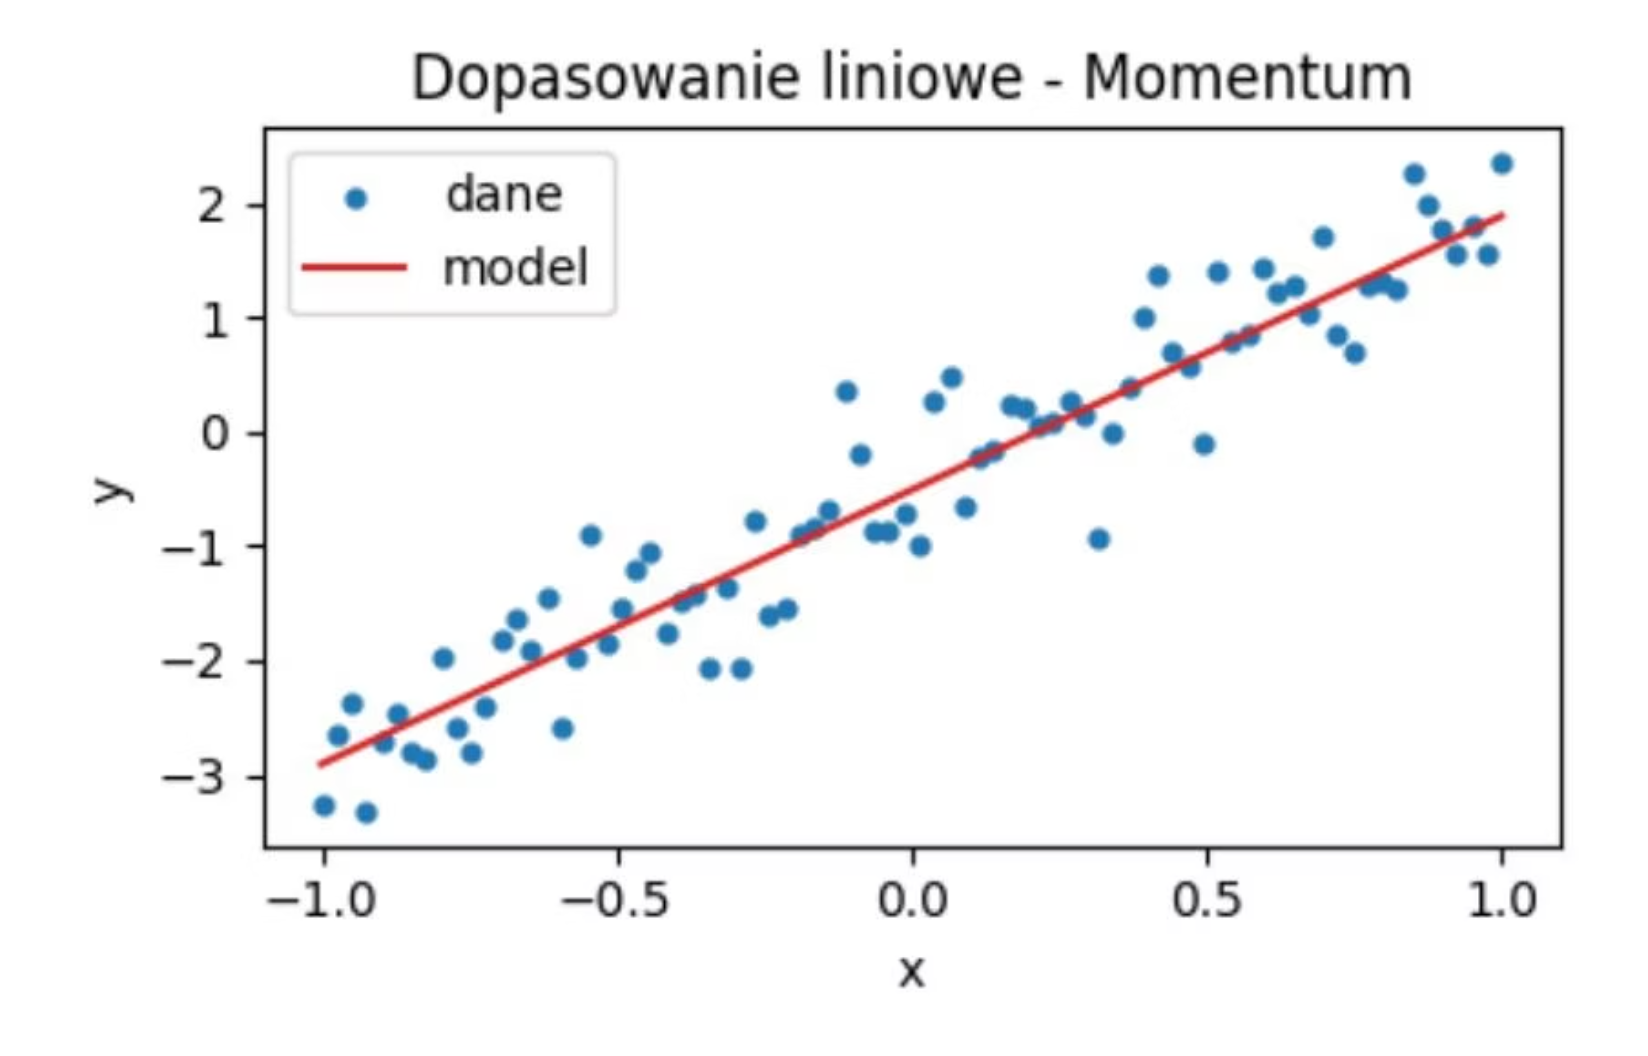 Dopasowanie liniowe - Momentum
dane
model
2
1
0
−1
−2
−3
y
−1.0 −0.5 0.0 0.5 1.0
x